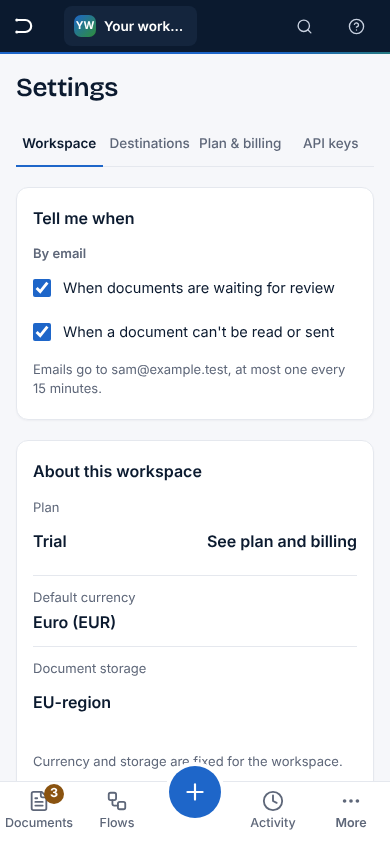 YW Your work...
Settings
Workspace Destinations Plan & billing API keys
Tell me when
By email
When documents are waiting for review
When a document can't be read or sent
Emails go to sam@example.test, at most one every
15 minutes.
About this workspace
Plan
Trial See plan and billing
Default currency
Euro (EUR)
Document storage
EU-region
Currency and storage are fixed for the workspace.
3
Documents Flows Activity More